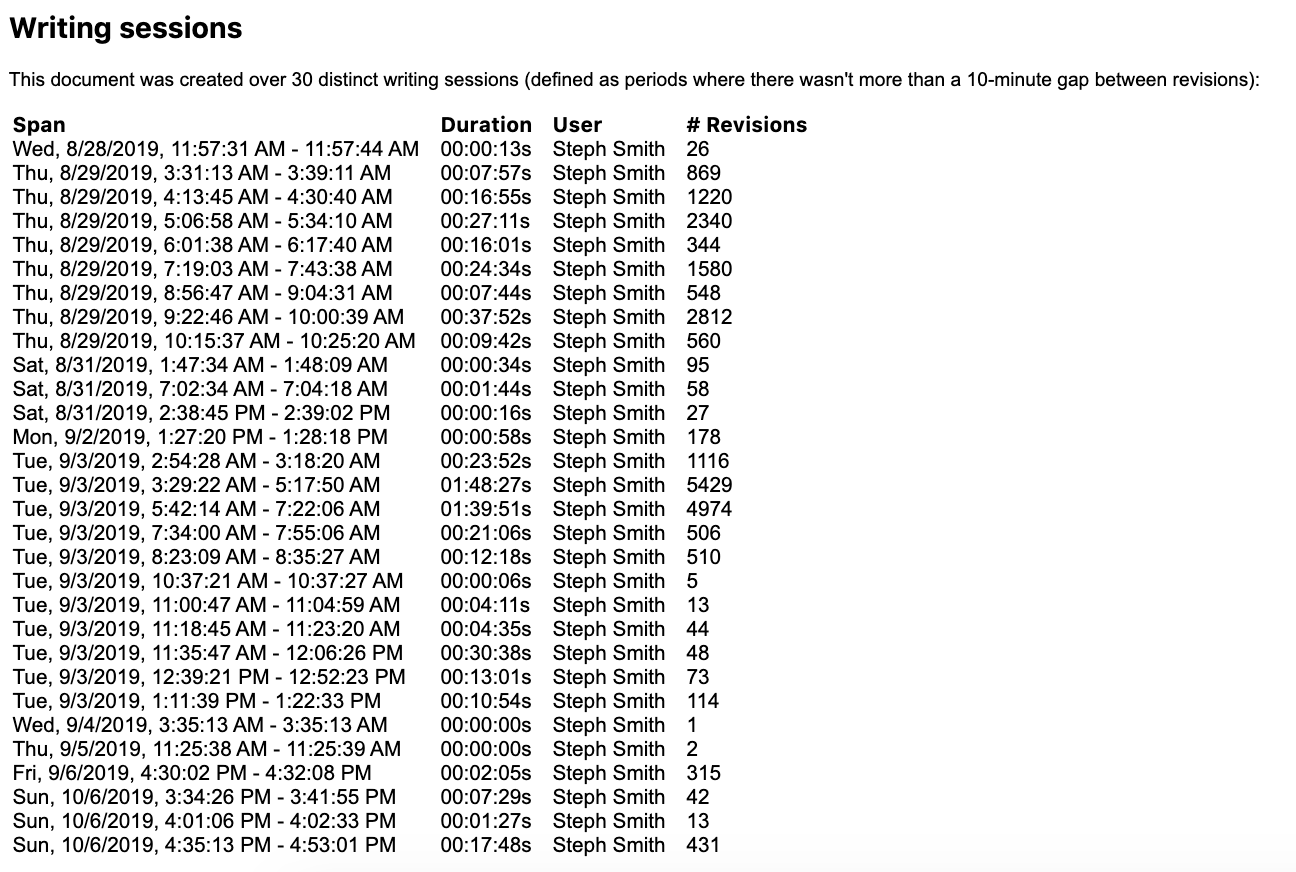 Writing sessions
This document was created over 30 distinct writing sessions (defined as periods where there wasn't more than a 10-minute gap between revisions):
Span Duration User # Revisions
Wed, 8/28/2019, 11:57:31 AM - 11:57:44 AM 00:00:13s Steph Smith 26
Thu, 8/29/2019, 3:31:13 AM - 3:39:11 AM 00:07:57s Steph Smith 869
Thu, 8/29/2019, 4:13:45 AM - 4:30:40 AM 00:16:55s Steph Smith 1220
Thu, 8/29/2019, 5:06:58 AM - 5:34:10 AM 00:27:11s Steph Smith 2340
Thu, 8/29/2019, 6:01:38 AM - 6:17:40 AM 00:16:01s Steph Smith 344
Thu, 8/29/2019, 7:19:03 AM - 7:43:38 AM 00:24:34s Steph Smith 1580
Thu, 8/29/2019, 8:56:47 AM - 9:04:31 AM 00:07:44s Steph Smith 548
Thu, 8/29/2019, 9:22:46 AM - 10:00:39 AM 00:37:52s Steph Smith 2812
Thu, 8/29/2019, 10:15:37 AM - 10:25:20 AM 00:09:42s Steph Smith 560
Sat, 8/31/2019, 1:47:34 AM - 1:48:09 AM 00:00:34s Steph Smith 95
Sat, 8/31/2019, 7:02:34 AM - 7:04:18 AM 00:01:44s Steph Smith 58
Sat, 8/31/2019, 2:38:45 PM - 2:39:02 PM 00:00:16s Steph Smith 27
Mon, 9/2/2019, 1:27:20 PM - 1:28:18 PM 00:00:58s Steph Smith 178
Tue, 9/3/2019, 2:54:28 AM - 3:18:20 AM 00:23:52s Steph Smith 1116
Tue, 9/3/2019, 3:29:22 AM - 5:17:50 AM 01:48:27s Steph Smith 5429
Tue, 9/3/2019, 5:42:14 AM - 7:22:06 AM 01:39:51s Steph Smith 4974
Tue, 9/3/2019, 7:34:00 AM - 7:55:06 AM 00:21:06s Steph Smith 506
Tue, 9/3/2019, 8:23:09 AM - 8:35:27 AM 00:12:18s Steph Smith 510
Tue, 9/3/2019, 10:37:21 AM - 10:37:27 AM 00:00:06s Steph Smith 5
Tue, 9/3/2019, 11:00:47 AM - 11:04:59 AM 00:04:11s Steph Smith 13
Tue, 9/3/2019, 11:18:45 AM - 11:23:20 AM 00:04:35s Steph Smith 44
Tue, 9/3/2019, 11:35:47 AM - 12:06:26 PM 00:30:38s Steph Smith 48
Tue, 9/3/2019, 12:39:21 PM - 12:52:23 PM 00:13:01s Steph Smith 73
Tue, 9/3/2019, 1:11:39 PM - 1:22:33 PM 00:10:54s Steph Smith 114
Wed, 9/4/2019, 3:35:13 AM - 3:35:13 AM 00:00:00s Steph Smith 1
Thu, 9/5/2019, 11:25:38 AM - 11:25:39 AM 00:00:00s Steph Smith 2
Fri, 9/6/2019, 4:30:02 PM - 4:32:08 PM 00:02:05s Steph Smith 315
Sun, 10/6/2019, 3:34:26 PM - 3:41:55 PM 00:07:29s Steph Smith 42
Sun, 10/6/2019, 4:01:06 PM - 4:02:33 PM 00:01:27s Steph Smith 13
Sun, 10/6/2019, 4:35:13 PM - 4:53:01 PM 00:17:48s Steph Smith 431